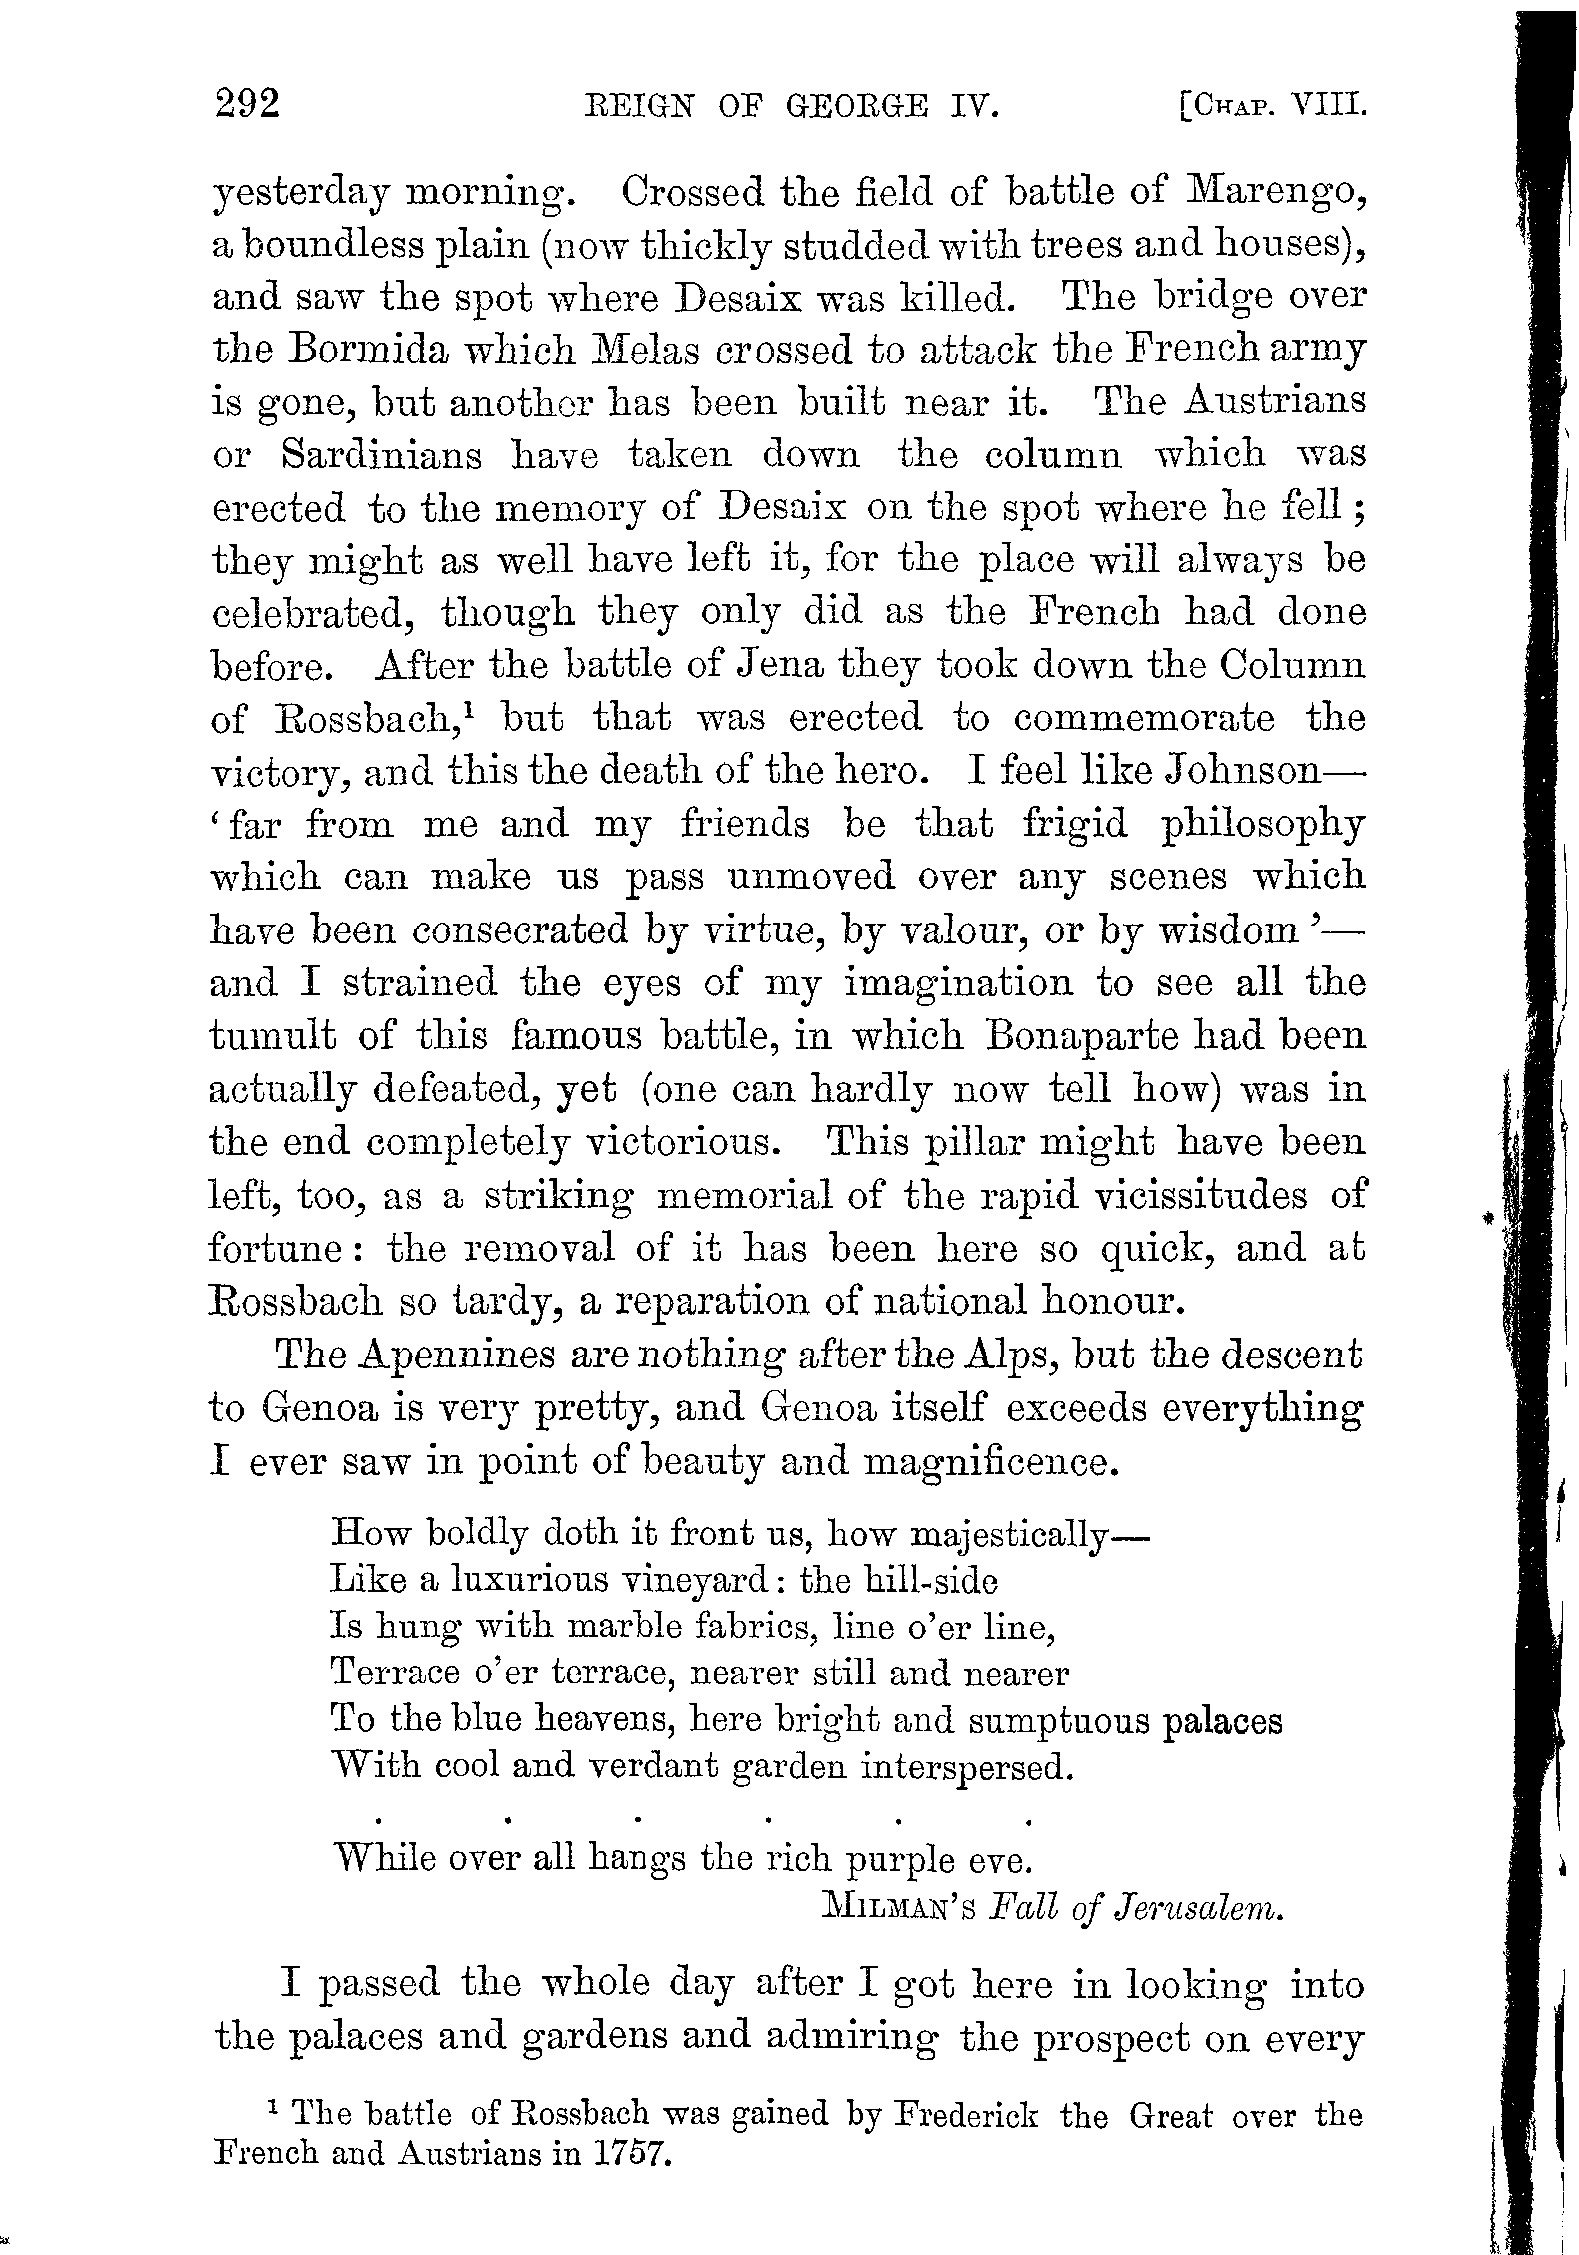 292 REIGN OF GEORGE IV. [CHAP. VIII.
yesterday morning. Crossed the field of battle of Marengo,
a boundless plain (now thickly studded with trees and houses),
and saw the spot where Desaix was killed. The bridge over
the Bormida which Melas crossed to attack the French army
is gone, but another has been built near it. The Austrians
or Sardinians have taken down the column which was
erected to the memory of Desaix on the spot where he fell ;
they might as well have left it, for the place will always be
celebrated, though they only did as the French had done
before. After the battle of Jena they took down the Column
of Rossbach,¹ but that was erected to commemorate the
victory, and this the death of the hero. I feel like Johnson—
‘ far from me and my friends be that frigid philosophy
which can make us pass unmoved over any scenes which
have been consecrated by virtue, by valour, or by wisdom ’—
and I strained the eyes of my imagination to see all the
tumult of this famous battle, in which Bonaparte had been
actually defeated, yet (one can hardly now tell how) was in
the end completely victorious. This pillar might have been
left, too, as a striking memorial of the rapid vicissitudes of
fortune : the removal of it has been here so quick, and at
Rossbach so tardy, a reparation of national honour.
The Apennines are nothing after the Alps, but the descent
to Genoa is very pretty, and Genoa itself exceeds everything
I ever saw in point of beauty and magnificence.
How boldly doth it front us, how majestically—
Like a luxurious vineyard : the hill-side
Is hung with marble fabrics, line o’er line,
Terrace o’er terrace, nearer still and nearer
To the blue heavens, here bright and sumptuous palaces
With cool and verdant garden interspersed.
. . . . . .
While over all hangs the rich purple eve.
MILMAN’S Fall of Jerusalem.
I passed the whole day after I got here in looking into
the palaces and gardens and admiring the prospect on every
¹ The battle of Rossbach was gained by Frederick the Great over the
French and Austrians in 1757.